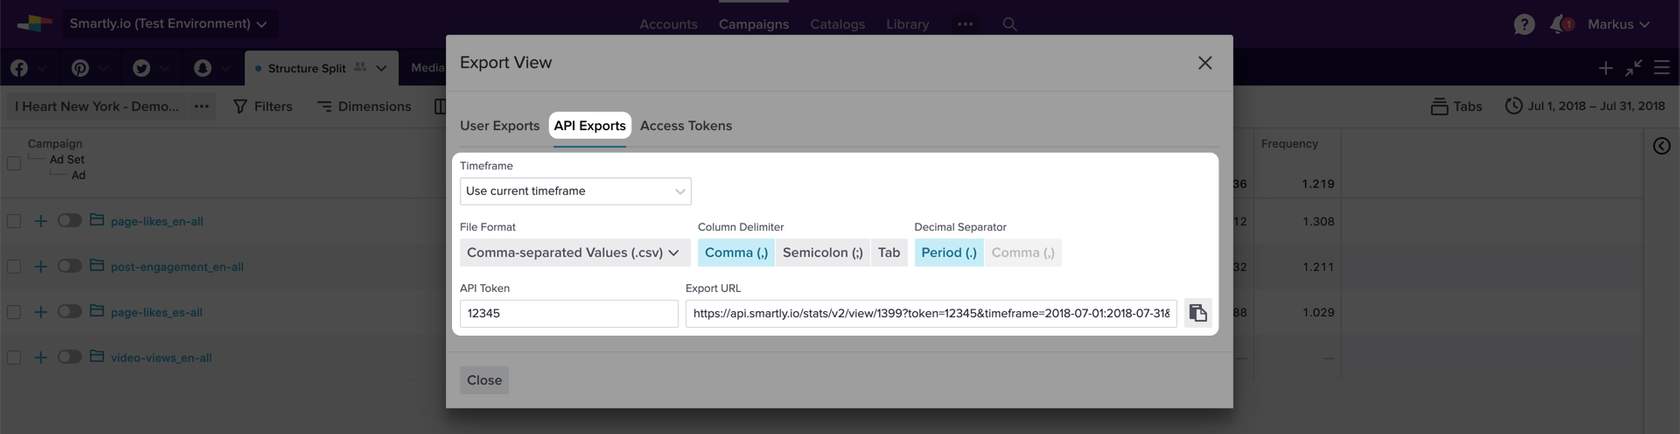 Smartly.io (Test Environment)
Accounts Campaigns Catalogs Library
? 1 Markus
Structure Split
Media
I Heart New York - Demo... ... Filters Dimensions
Tabs Jul 1, 2018 – Jul 31, 2018
Campaign
Ad Set
Ad
page-likes_en-all
post-engagement_en-all
page-likes_es-all
video-views_en-all
Export View
User Exports API Exports Access Tokens
Timeframe
Use current timeframe
File Format Column Delimiter Decimal Separator
Comma-separated Values (.csv) Comma (,) Semicolon (;) Tab Period (.) Comma (,)
API Token Export URL
12345 https://api.smartly.io/stats/v2/view/1399?token=12345&timeframe=2018-07-01:2018-07-31&
Close
Frequency
36 1.219
12 1.308
32 1.211
88 1.029
— —